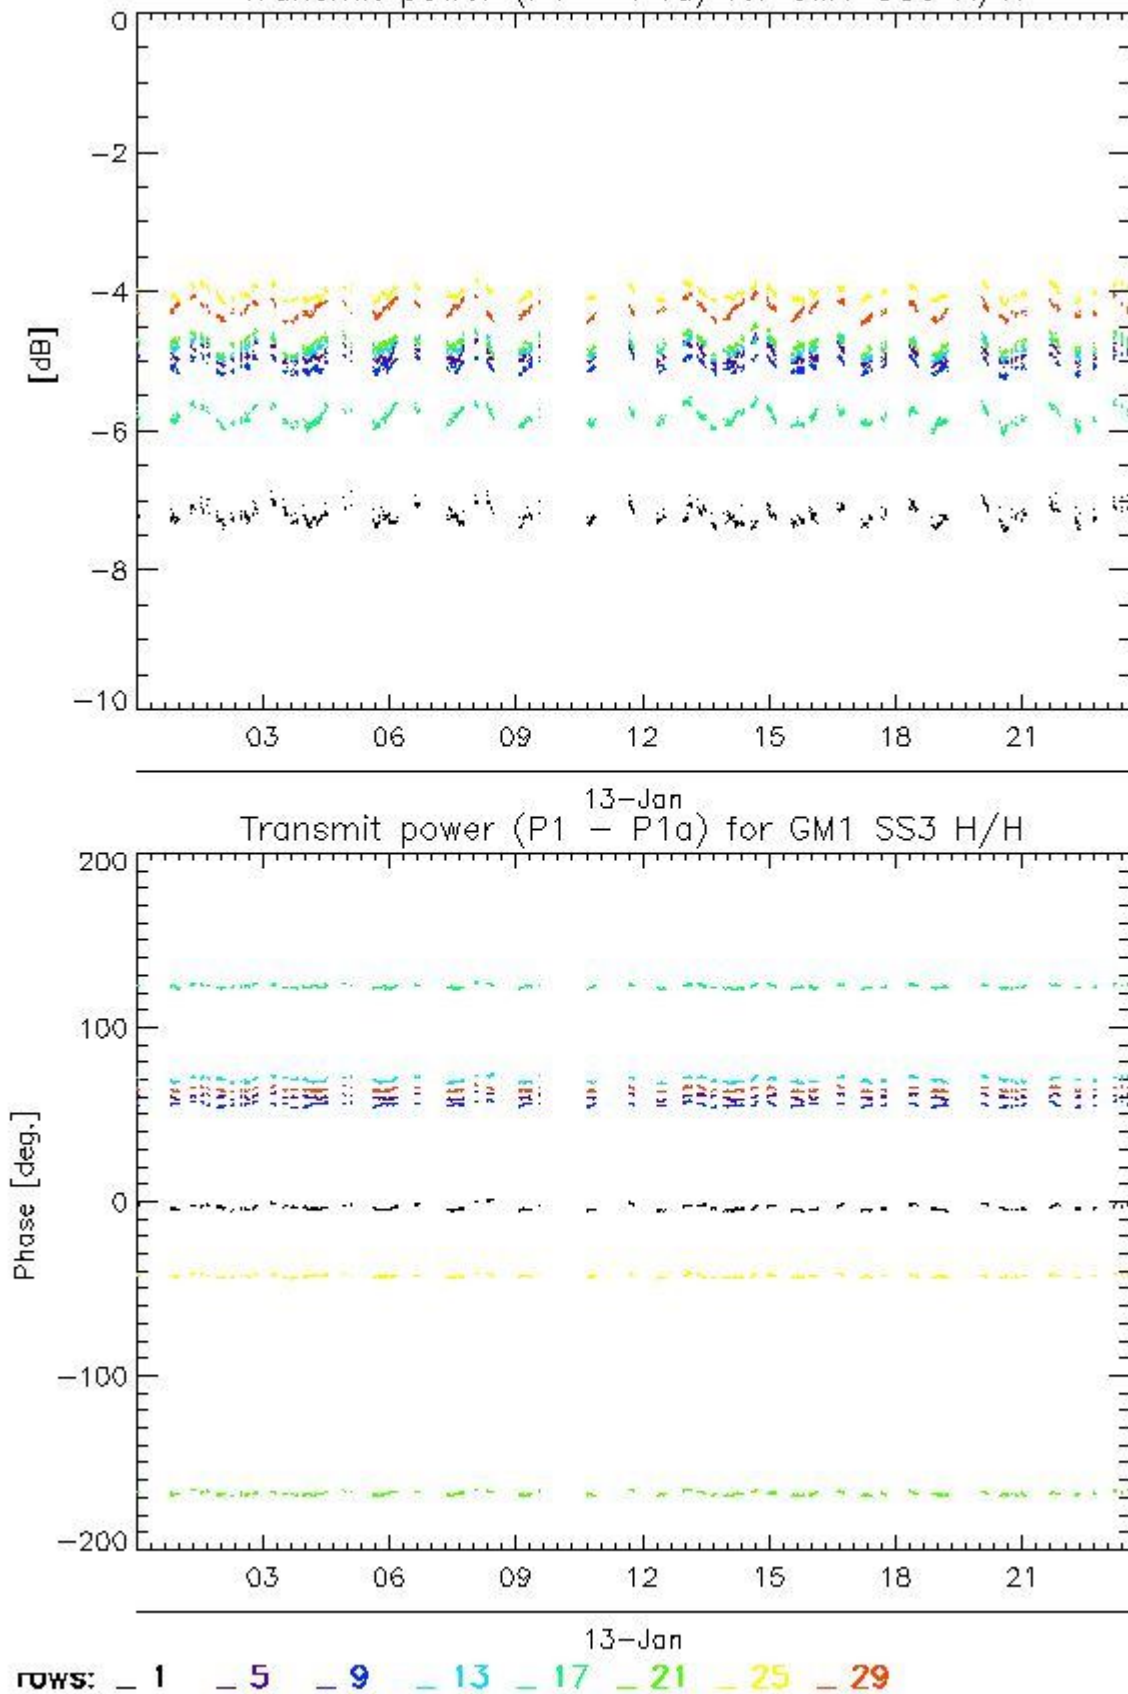 0
−2
−4
[dB]
−6
−8
−10
03 06 09 12 15 18 21
13−Jan
Transmit power (P1 − P1a) for GM1 SS3 H/H
200
100
Phase [deg.]
0
−100
−200
03 06 09 12 15 18 21
13−Jan
rows: _ 1 _ 5 _ 9 _ 13 _ 17 _ 21 _ 25 _ 29